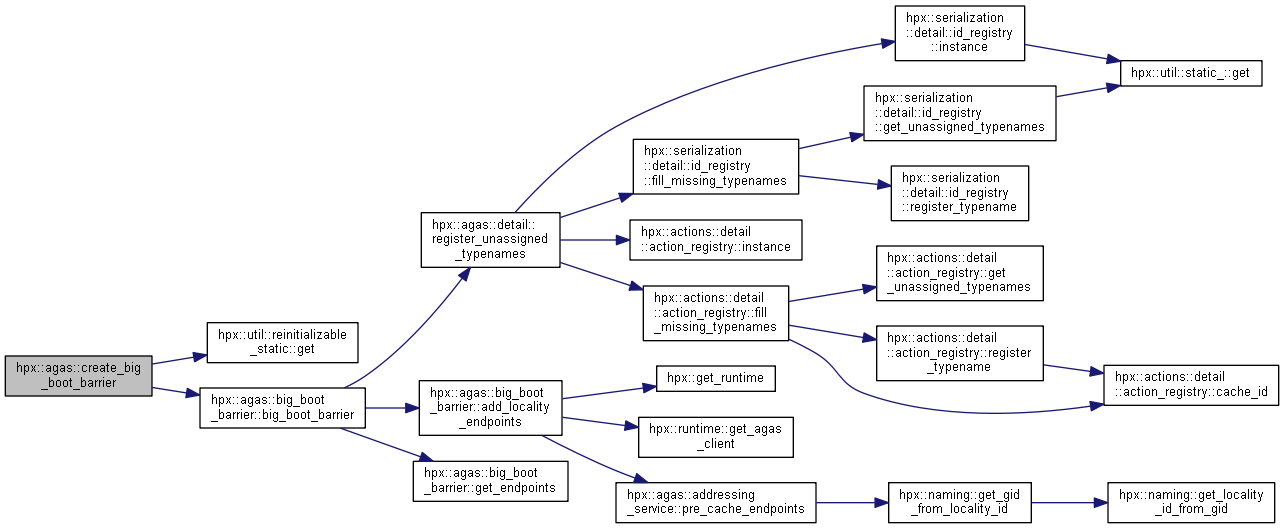 hpx::serialization
::detail::id_registry
::instance
hpx::util::static_::get
hpx::serialization
::detail::id_registry
::get_unassigned_typenames
hpx::serialization
::detail::id_registry
::fill_missing_typenames
hpx::serialization
::detail::id_registry
::register_typename
hpx::agas::detail::
register_unassigned
_typenames
hpx::actions::detail
::action_registry::instance
hpx::actions::detail
::action_registry::get
_unassigned_typenames
hpx::actions::detail
::action_registry::fill
_missing_typenames
hpx::util::reinitializable
_static::get
hpx::actions::detail
::action_registry::register
_typename
hpx::agas::create_big
_boot_barrier
hpx::actions::detail
::action_registry::cache_id
hpx::get_runtime
hpx::agas::big_boot
_barrier::big_boot_barrier
hpx::agas::big_boot
_barrier::add_locality
_endpoints
hpx::runtime::get_agas
_client
hpx::agas::big_boot
_barrier::get_endpoints
hpx::agas::addressing
_service::pre_cache_endpoints
hpx::naming::get_gid
_from_locality_id
hpx::naming::get_locality
_id_from_gid